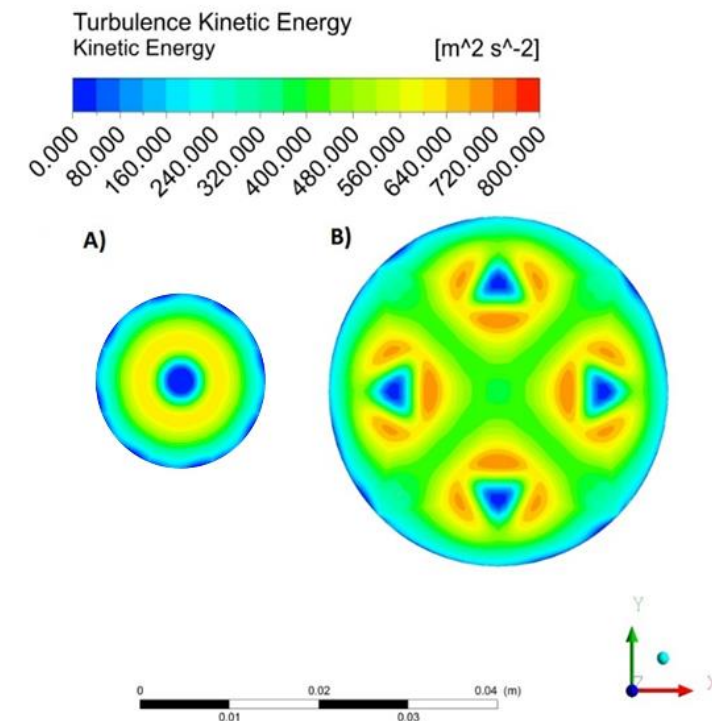 Turbulence Kinetic Energy
Kinetic Energy [m^2 s^-2]
0.000 80.000 160.000 240.000 320.000 400.000 480.000 560.000 640.000 720.000 800.000
A) B)
Y
Z X
0 0.02 0.04 (m)
0.01 0.03